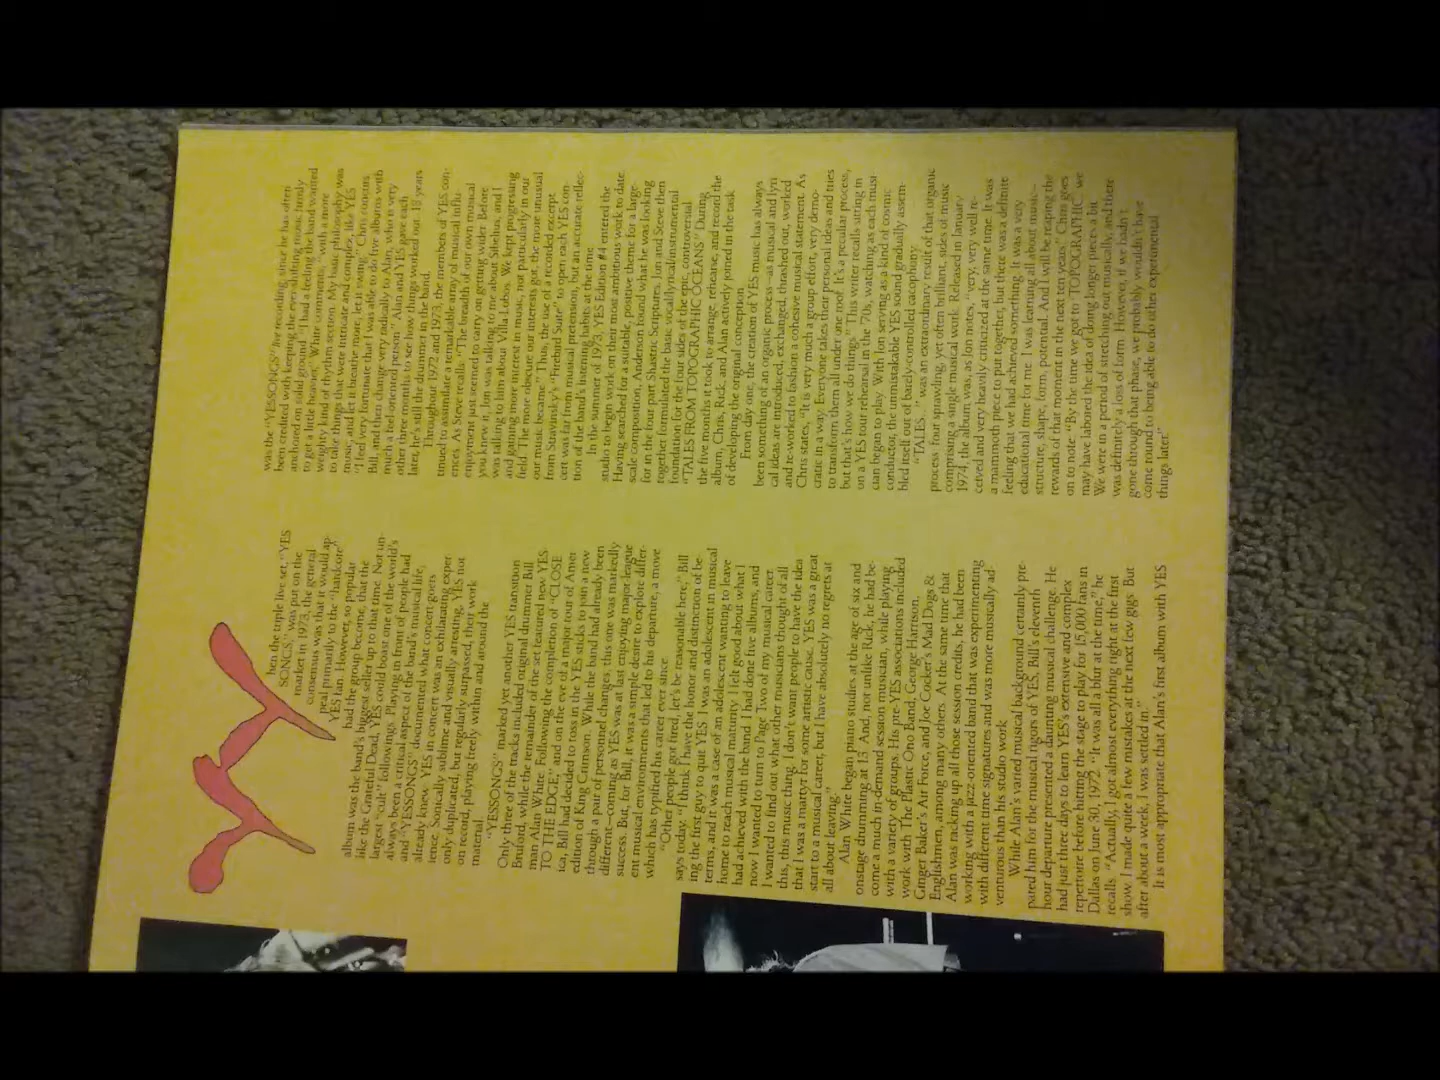 W
hen the triple live set, "YES
SONGS," was put on the
market in 1973, the general
consensus was that it would ap-
peal primarily to the "hardcore"
YES fan. However, so popular
had the group become, that the
album was the band's biggest seller up to that time. Not un-
like the Grateful Dead, YES could boast one of the world's
largest "cult" followings. Playing in front of people had
always been a critical aspect of the band's musical life,
and "YESSONGS" documented what concert goers
already knew. YES in concert was an exhilarating exper-
ience. Sonically sublime and visually arresting, YES not
only duplicated, but regularly surpassed, their work
on record, playing freely within and around the
material.
"YESSONGS" marked yet another YES transition.
Only three of the tracks included original drummer Bill
Bruford, while the remainder of the set featured new YES
man Alan White. Following the completion of "CLOSE
TO THE EDGE," and on the eve of a major tour of Amer-
ica, Bill had decided to toss in the YES sticks to join a new
edition of King Crimson. While the band had already been
through a pair of personnel changes, this one was markedly
different—coming as YES was at last enjoying major-league
success. But, for Bill, it was a simple desire to explore differ-
ent musical environments that led to his departure, a move
which has typified his career ever since.
"Other people got fired, let's be reasonable here," Bill
says today. "I think I have the honor and distinction of be-
ing the first guy to quit YES. I was an adolescent in musical
terms, and it was a case of an adolescent wanting to leave
home to reach musical maturity. I felt good about what I
had achieved with the band. I had done five albums, and
now I wanted to turn to Page Two of my musical career.
I wanted to find out what other musicians thought of all
this, this music thing. I don't want people to have the idea
that I was a martyr for some artistic cause. YES was a great
start to a musical career, but I have absolutely no regrets at
all about leaving."
Alan White began piano studies at the age of six and
onstage drumming at 13. And, not unlike Rick, he had be-
come a much in-demand session musician, while playing
with a variety of groups. His pre-YES associations included
work with The Plastic Ono Band, George Harrison,
Ginger Baker's Air Force, and Joe Cocker's Mad Dogs &
Englishmen, among many others. At the same time that
Alan was racking up all those session credits, he had been
working with a jazz-oriented band that was experimenting
with different time signatures and was more musically ad-
venturous than his studio work.
While Alan's varied musical background certainly pre-
pared him for the musical rigors of YES, Bill's eleventh
hour departure presented a daunting musical challenge. He
had just three days to learn YES's extensive and complex
repertoire before hitting the stage to play for 15,000 fans in
Dallas on June 30, 1972. "It was all a blur at the time," he
recalls. "Actually, I got almost everything right at the first
show. I made quite a few mistakes at the next few gigs. But
after about a week, I was settled in."
It is most appropriate that Alan's first album with YES
was the "YESSONGS" live recording since he has often
been credited with keeping the ever-shifting music firmly
anchored on solid ground. "I had a feeling the band wanted
to get a little heavier," White comments, "with a more
weighty kind of rhythm section. My basic philosophy was
to take things that were intricate and complex, like YES
music, and let it breathe more, let it swing." Chris concurs
"I feel very fortunate that I was able to do five albums with
Bill, and then change very radically to Alan, who is very
much a feel-oriented person." Alan and YES gave each
other three months to see how things worked out. 18 years
later, he's still the drummer in the band.
Throughout 1972 and 1973, the members of YES con-
tinued to assimilate a remarkable array of musical influ-
ences. As Steve recalls, "The breadth of our own musical
enjoyment just seemed to carry on getting wider. Before
you knew it, Jon was talking to me about Sibelius, and I
was talking to him about Villa Lobos. We kept progressing
and gaining more interest in music, not particularly in our
field. The more obscure our interests got, the more unusual
our music became." Thus, the use of a recorded excerpt
from Stravinsky's "Firebird Suite" to open each YES con-
cert was far from musical pretension, but an accurate reflec-
tion of the band's listening habits at the time.
In the summer of 1973, YES Edition #4 entered the
studio to begin work on their most ambitious work to date.
Having searched for a suitable, positive theme for a large-
scale composition, Anderson found what he was looking
for in the four part Shastric Scriptures. Jon and Steve then
together formulated the basic vocal/lyrical/instrumental
foundation for the four sides of the epic, controversial
"TALES FROM TOPOGRAPHIC OCEANS." During
the five months it took to arrange, rehearse, and record the
album, Chris, Rick, and Alan actively joined in the task
of developing the original conception.
From day one, the creation of YES music has always
been something of an organic process—as musical and lyri-
cal ideas are introduced, exchanged, thrashed out, worked
and re-worked to fashion a cohesive musical statement. As
Chris states, "It is very much a group effort, very demo-
cratic in a way. Everyone takes their personal ideas and tries
to transform them all under one roof. It's a peculiar process,
but that's how we do things." This writer recalls sitting in
on a YES tour rehearsal in the '70s, watching as each musi-
cian began to play. With Jon serving as a kind of cosmic
conductor, the unmistakable YES sound gradually assem-
bled itself out of barely-controlled cacophony.
"TALES..." was an extraordinary result of that organic
process: four sprawling, yet often brilliant, sides of music
comprising a single musical work. Released in January
1974, the album was, as Jon notes, "very, very well re-
ceived and very heavily criticized at the same time. It was
a mammoth piece to put together, but there was a definite
feeling that we had achieved something. It was a very
educational time for me. I was learning all about music—
structure, shape, form, potential. And I will be reaping the
rewards of that moment in the next ten years." Chris goes
on to note: "By the time we got to 'TOPOGRAPHIC,' we
may have labored the idea of doing longer pieces a bit.
We were in a period of stretching out musically, and there
was definitely a loss of form. However, if we hadn't
gone through that phase, we probably wouldn't have
come round to being able to do other experimental
things later."